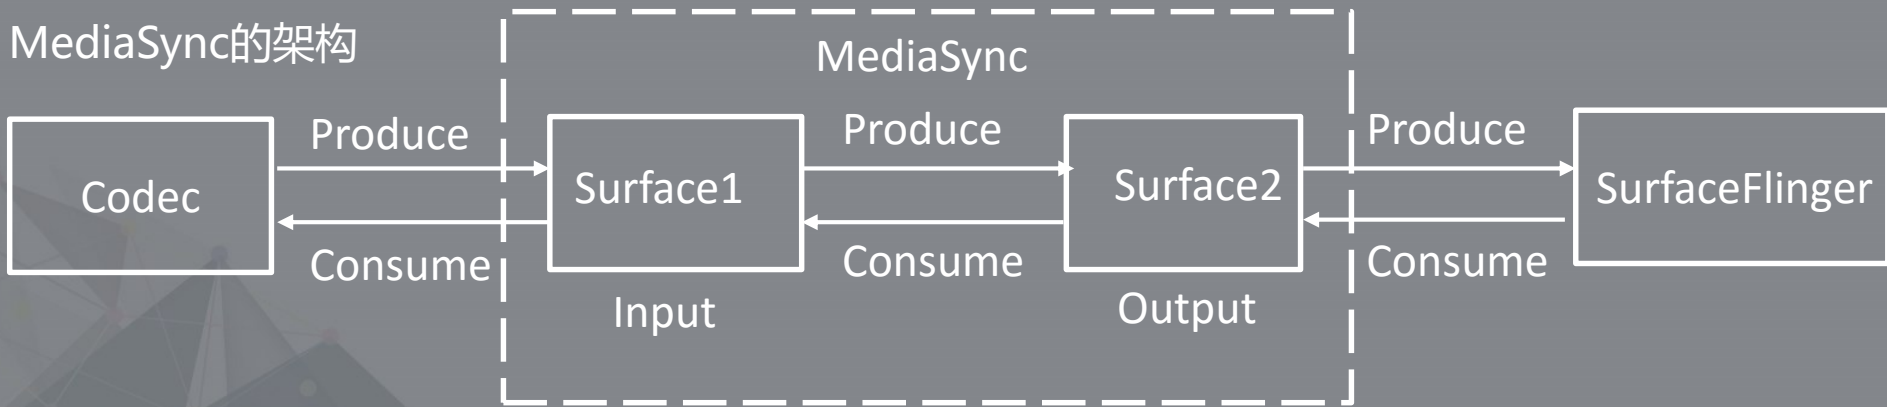 MediaSync的架构
MediaSync
Produce
Produce
Produce
Codec
Surface1
Surface2
SurfaceFlinger
Consume
Consume
Consume
Input
Output